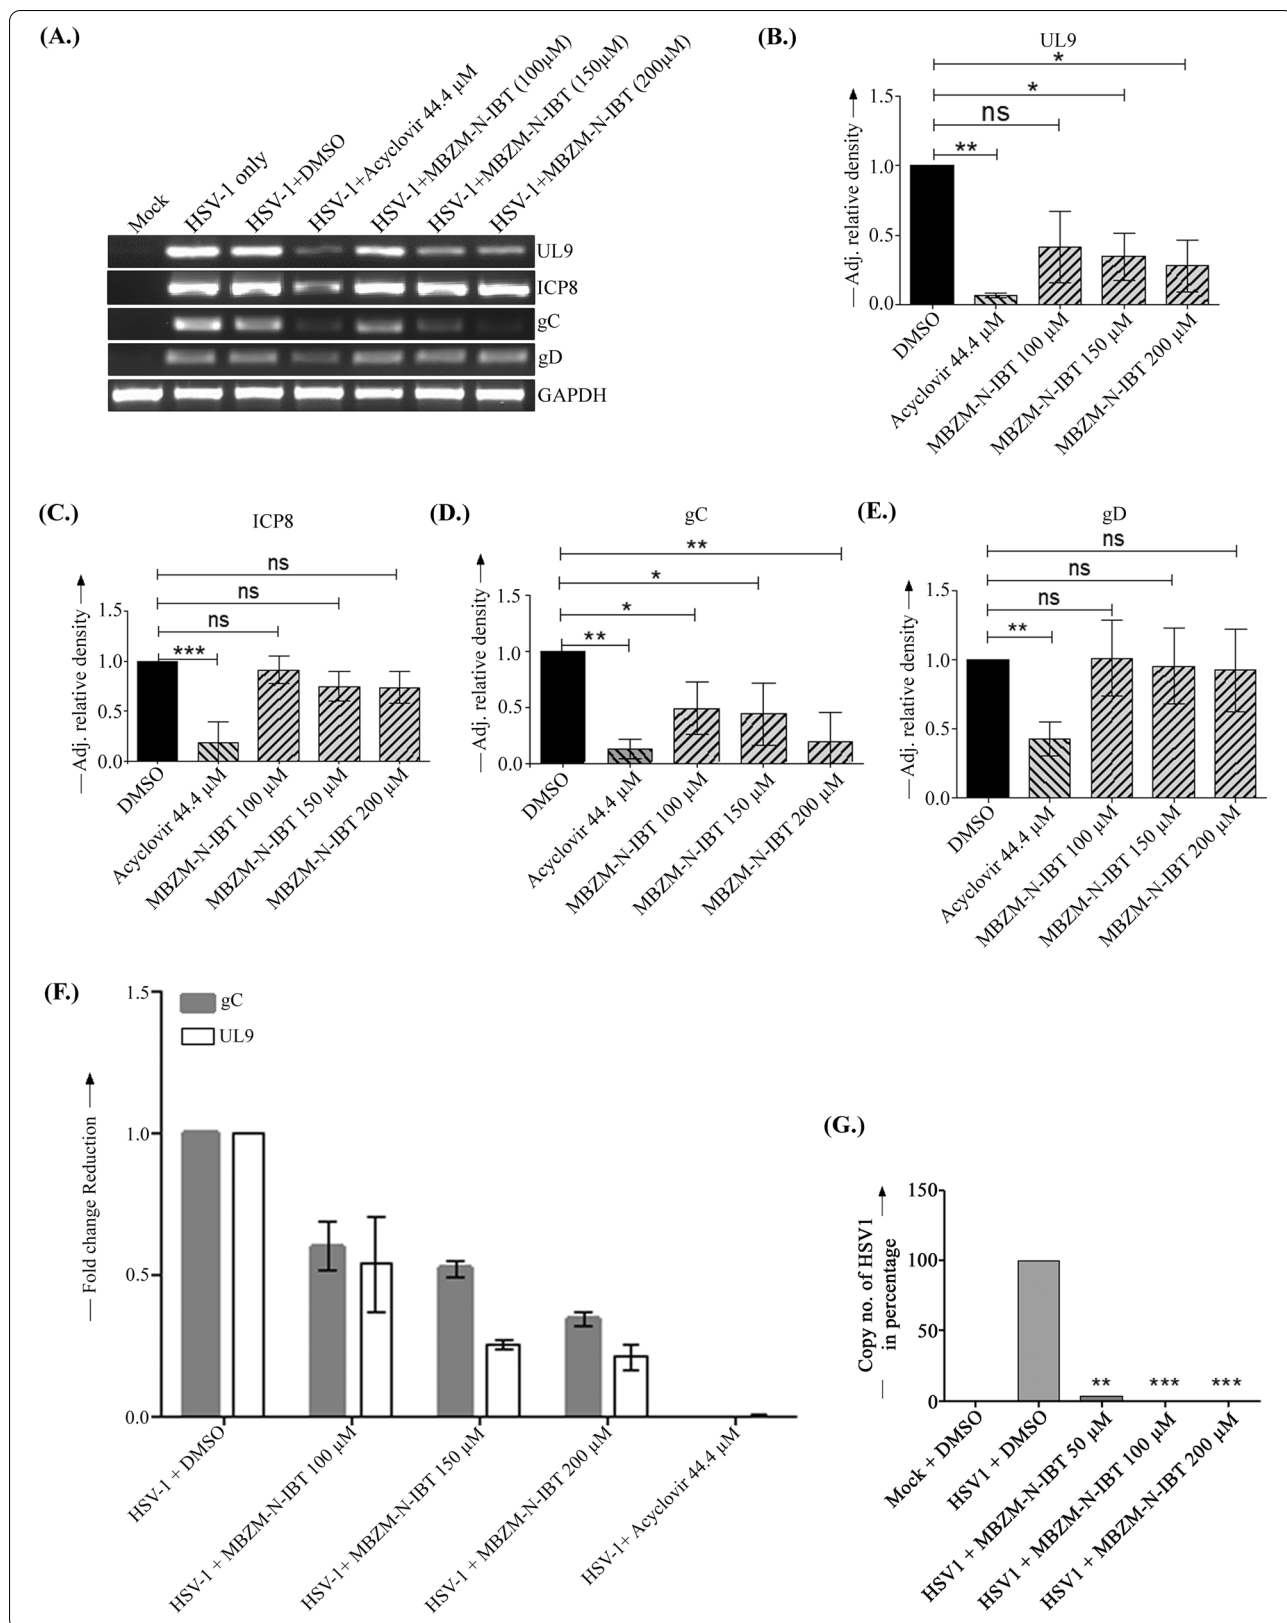 (A.)
Mock
HSV-1 only
HSV-1+DMSO
HSV-1+Acyclovir 44.4 µM
HSV-1+MBZM-N-IBT (100µM)
HSV-1+MBZM-N-IBT (150µM)
HSV-1+MBZM-N-IBT (200µM)
UL9
ICP8
gC
gD
GAPDH
(B.)
UL9
*
*
ns
**
Adj. relative density
1.5
1.0
0.5
0.0
DMSO
Acyclovir 44.4 µM
MBZM-N-IBT 100 µM
MBZM-N-IBT 150 µM
MBZM-N-IBT 200 µM
(C.)
ICP8
ns
ns
ns
***
Adj. relative density
1.5
1.0
0.5
0.0
DMSO
Acyclovir 44.4 µM
MBZM-N-IBT 100 µM
MBZM-N-IBT 150 µM
MBZM-N-IBT 200 µM
(D.)
gC
**
*
*
**
Adj. relative density
1.5
1.0
0.5
0.0
DMSO
Acyclovir 44.4 µM
MBZM-N-IBT 100 µM
MBZM-N-IBT 150 µM
MBZM-N-IBT 200 µM
(E.)
gD
ns
ns
ns
**
Adj. relative density
1.5
1.0
0.5
0.0
DMSO
Acyclovir 44.4 µM
MBZM-N-IBT 100 µM
MBZM-N-IBT 150 µM
MBZM-N-IBT 200 µM
(F.)
gC
UL9
Fold change Reduction
1.5
1.0
0.5
0.0
HSV-1 + DMSO
HSV-1 + MBZM-N-IBT 100 µM
HSV-1+ MBZM-N-IBT 150 µM
HSV-1 + MBZM-N-IBT 200 µM
HSV-1+ Acyclovir 44.4 µM
(G.)
Copy no. of HSV1
in percentage
150
100
50
0
**
***
***
Mock + DMSO
HSV1 + DMSO
HSV1 + MBZM-N-IBT 50 µM
HSV1 + MBZM-N-IBT 100 µM
HSV1 + MBZM-N-IBT 200 µM